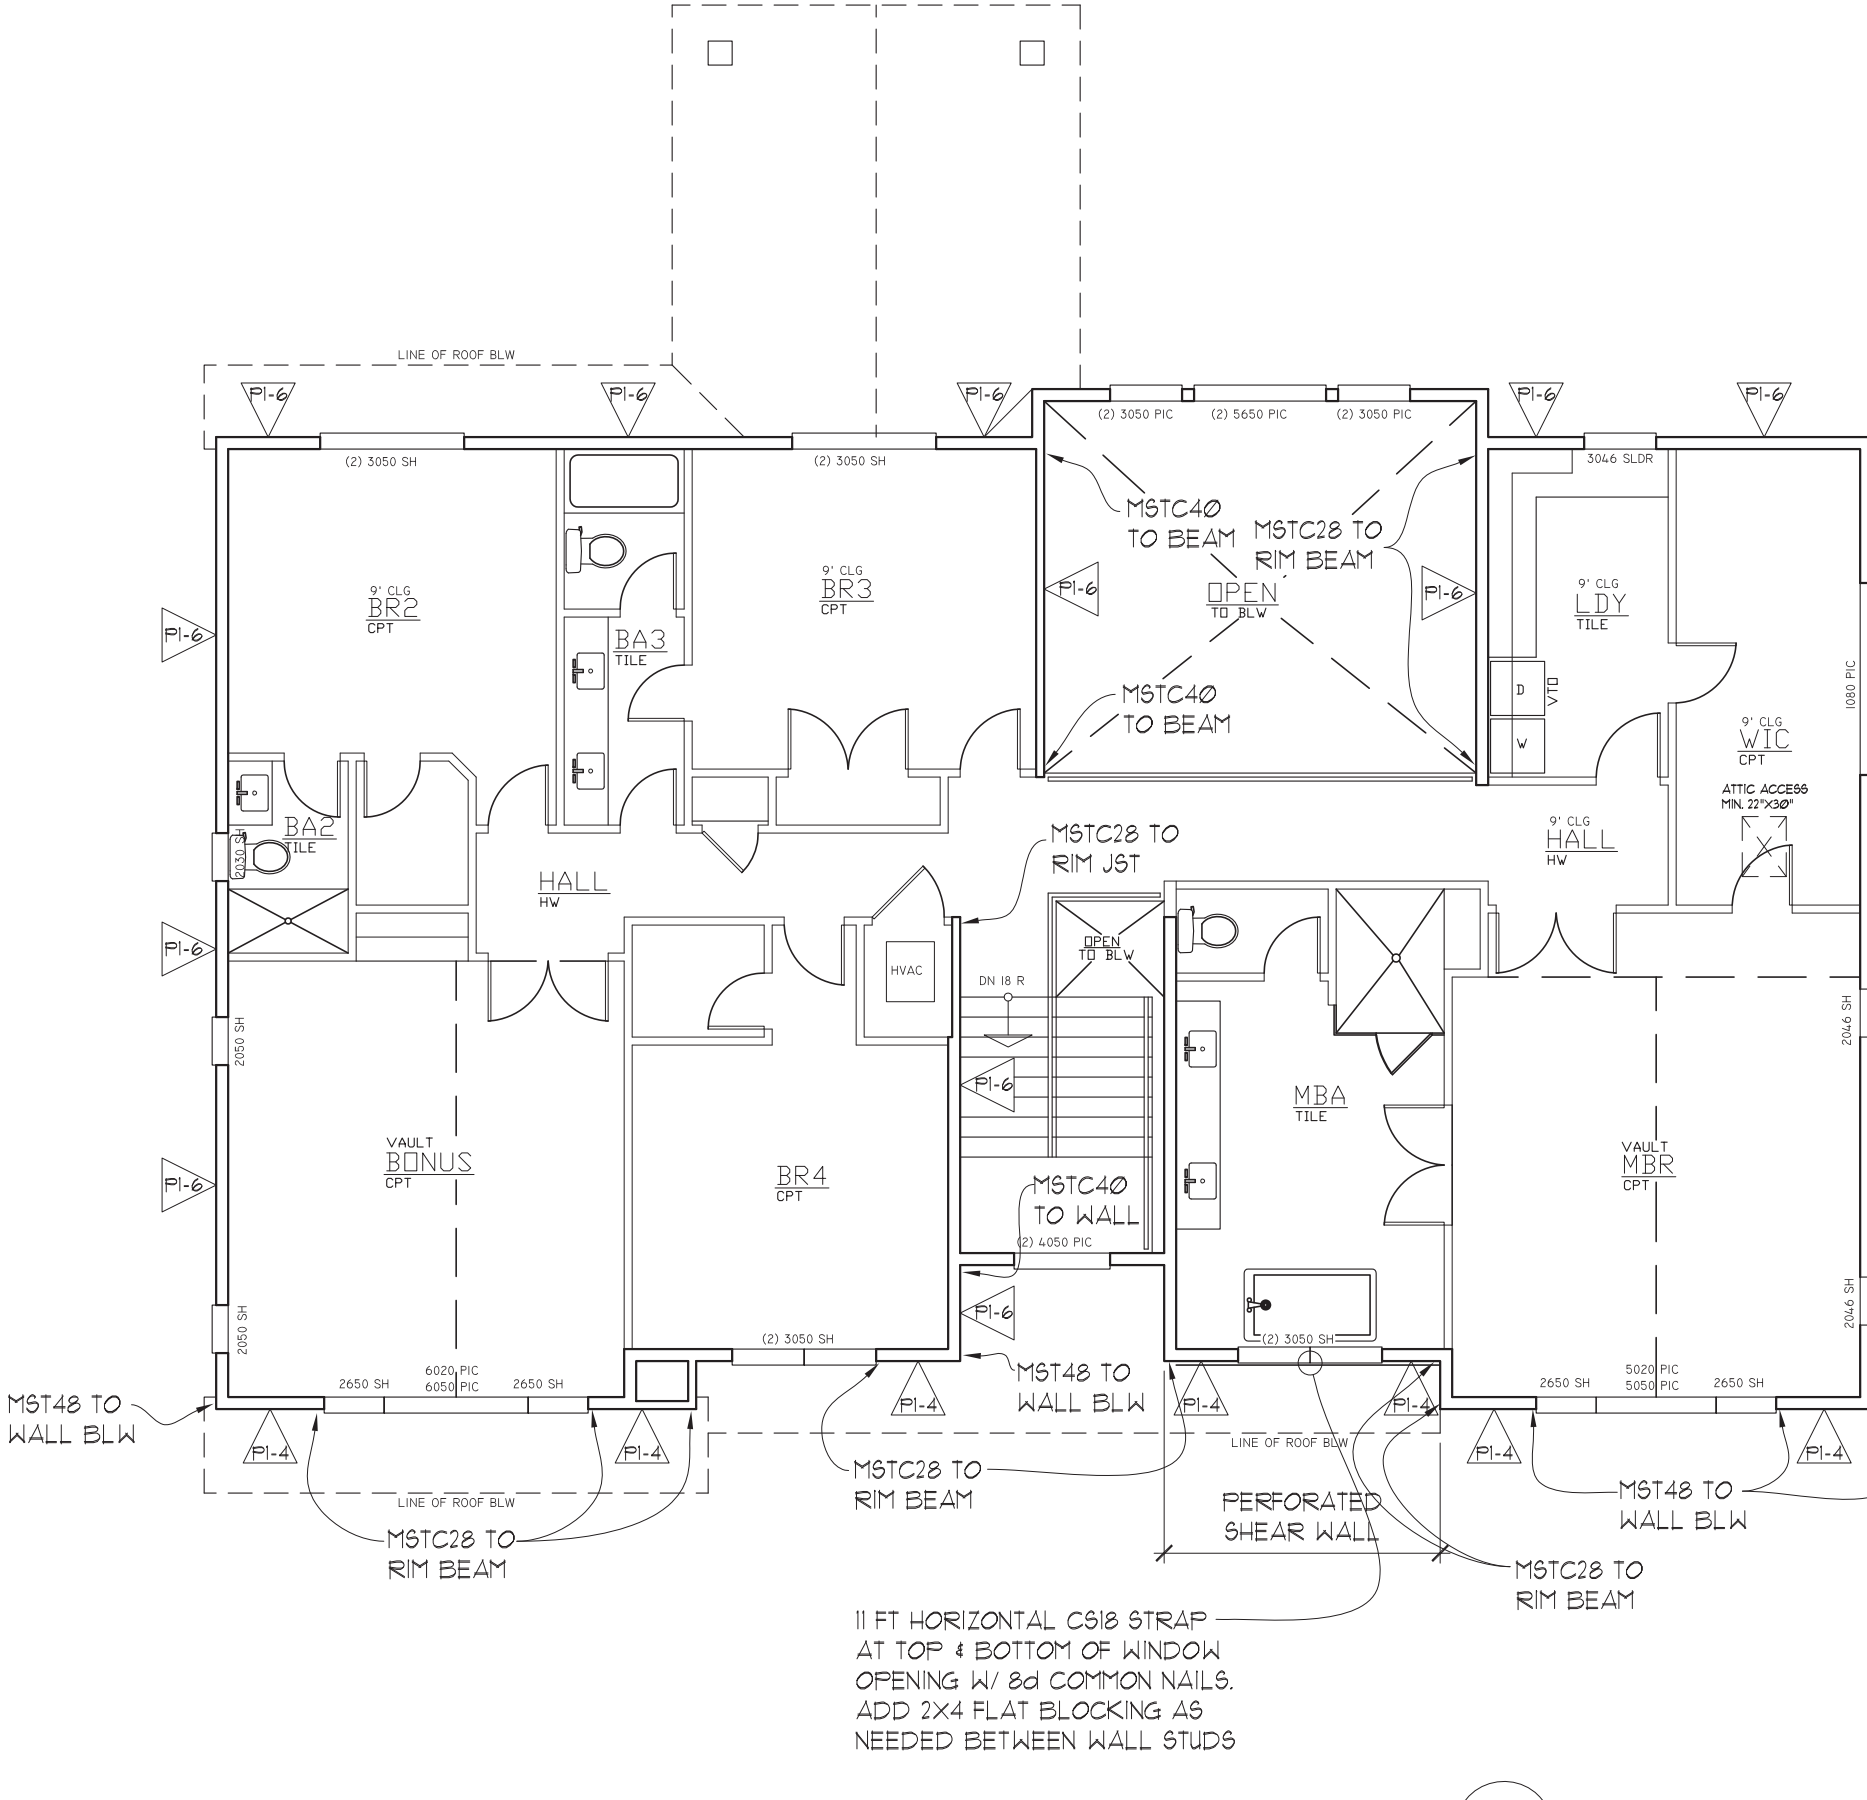 LINE OF ROOF BLW
P1-6
P1-6
P1-6
P1-6
P1-6
(2) 3050 PIC
(2) 5650 PIC
(2) 3050 PIC
(2) 3050 SH
(2) 3050 SH
3046 SLDR
MSTC40
TO BEAM
MSTC28 TO
RIM BEAM
9' CLG
BR2
CPT
9' CLG
BR3
CPT
P1-6
OPEN
TO BLW
P1-6
9' CLG
LDY
TILE
P1-6
BA3
TILE
MSTC40
TO BEAM
D
VTO
W
1080 PIC
9' CLG
WIC
CPT
ATTIC ACCESS
MIN. 22"X30"
BA2
TILE
2030 SH
MSTC28 TO
RIM JST
9' CLG
HALL
HW
HALL
HW
P1-6
OPEN
TO BLW
HVAC
DN 18 R
2050 SH
2046 SH
P1-6
MBA
TILE
VAULT
BONUS
CPT
VAULT
MBR
CPT
P1-6
BR4
CPT
MSTC40
TO WALL
(2) 4050 PIC
2050 SH
2046 SH
P1-6
(2) 3050 SH
(2) 3050 SH
6020 PIC
6050 PIC
2650 SH
2650 SH
5020 PIC
5050 PIC
2650 SH
2650 SH
MST48 TO
WALL BLW
MST48 TO
WALL BLW
P1-4
P1-4
P1-4
P1-4
P1-4
P1-4
P1-4
LINE OF ROOF BLW
MSTC28 TO
RIM BEAM
LINE OF ROOF BLW
PERFORATED
SHEAR WALL
MST48 TO
WALL BLW
MSTC28 TO
RIM BEAM
MSTC28 TO
RIM BEAM
11 FT HORIZONTAL CS18 STRAP
AT TOP & BOTTOM OF WINDOW
OPENING W/ 8d COMMON NAILS.
ADD 2X4 FLAT BLOCKING AS
NEEDED BETWEEN WALL STUDS